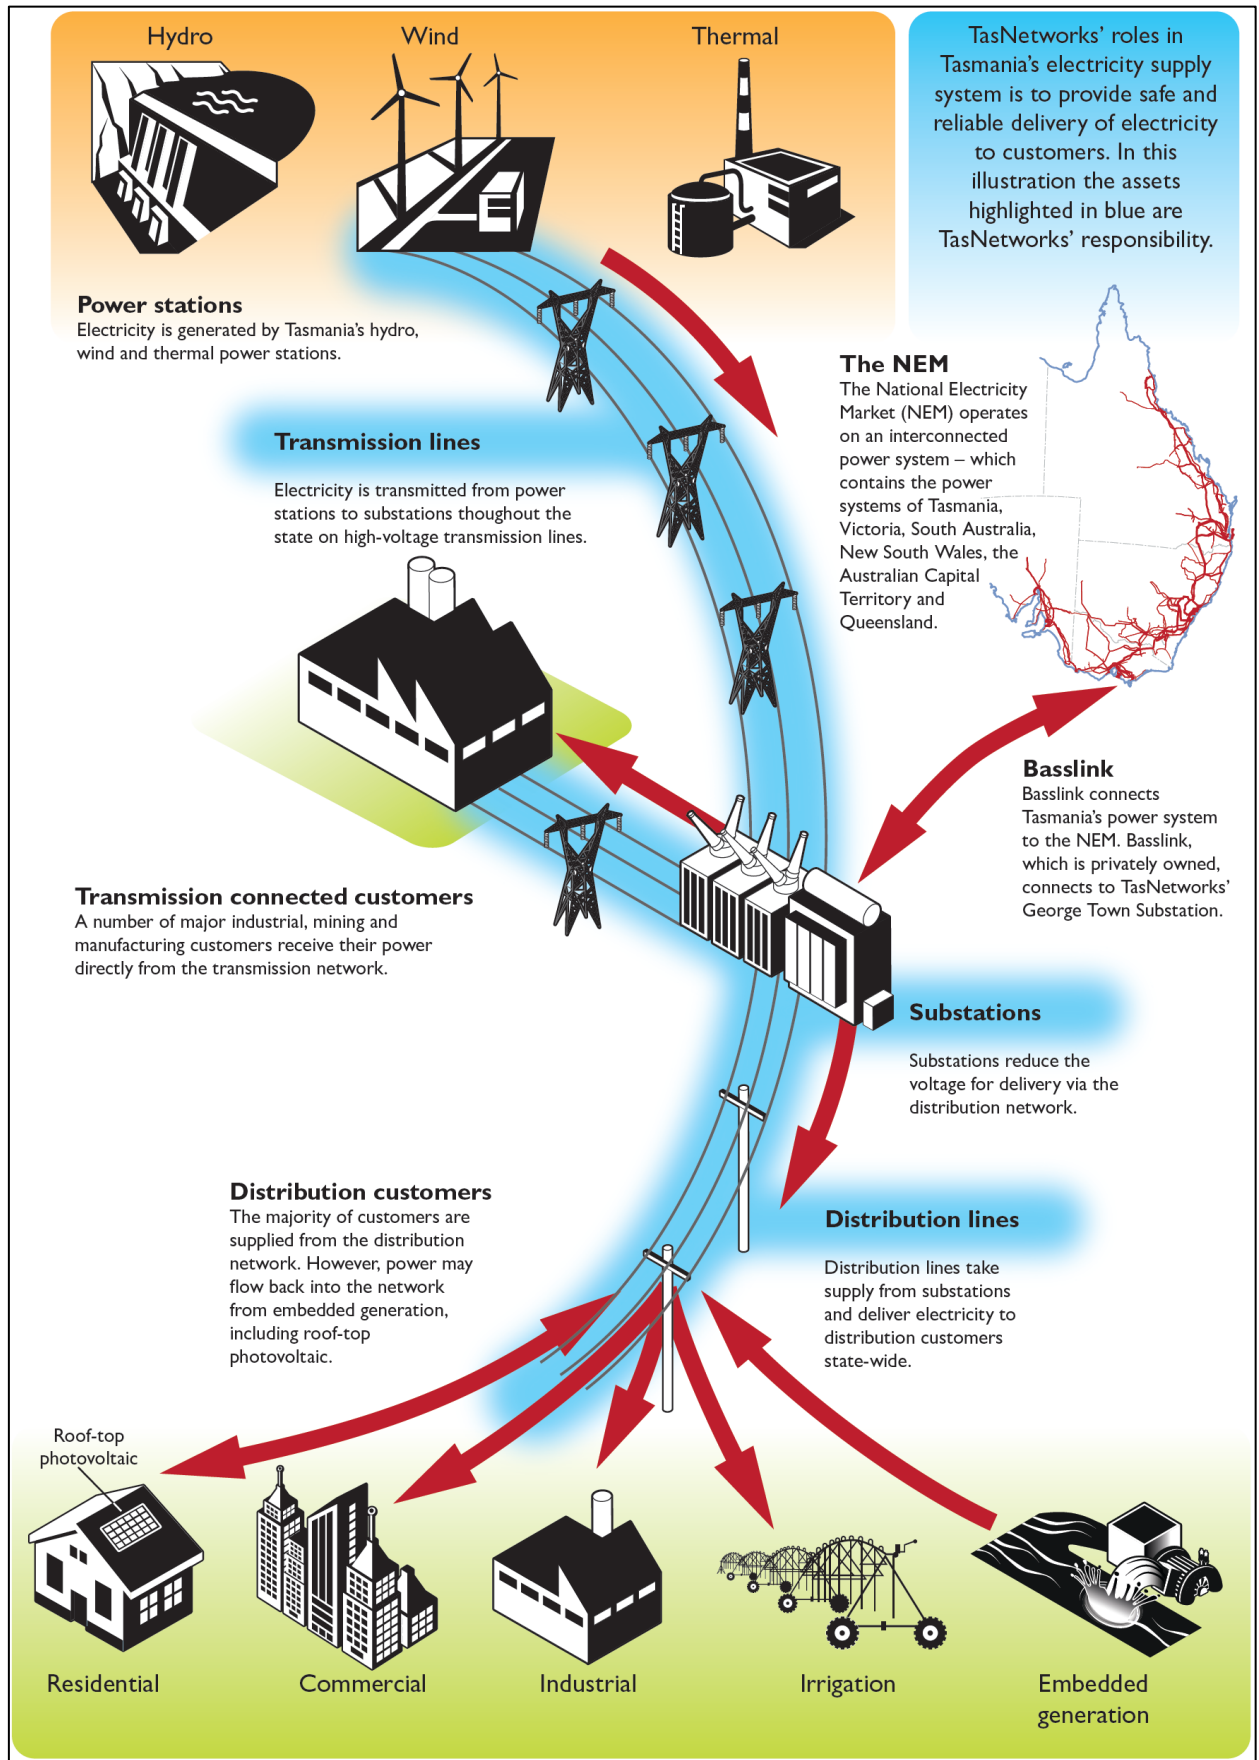 Hydro
Wind
Thermal
TasNetworks’ roles in
Tasmania’s electricity supply
system is to provide safe and
reliable delivery of electricity
to customers. In this
illustration the assets
highlighted in blue are
TasNetworks’ responsibility.
Power stations
Electricity is generated by Tasmania’s hydro,
wind and thermal power stations.
The NEM
The National Electricity
Market (NEM) operates
on an interconnected
power system – which
contains the power
systems of Tasmania,
Victoria, South Australia,
New South Wales, the
Australian Capital
Territory and
Queensland.
Transmission lines
Electricity is transmitted from power
stations to substations thoughout the
state on high-voltage transmission lines.
Basslink
Basslink connects
Tasmania’s power system
to the NEM. Basslink,
which is privately owned,
connects to TasNetworks’
George Town Substation.
Transmission connected customers
A number of major industrial, mining and
manufacturing customers receive their power
directly from the transmission network.
Substations
Substations reduce the
voltage for delivery via the
distribution network.
Distribution customers
The majority of customers are
supplied from the distribution
network. However, power may
flow back into the network
from embedded generation,
including roof-top
photovoltaic.
Distribution lines
Distribution lines take
supply from substations
and deliver electricity to
distribution customers
state-wide.
Roof-top
photovoltaic
Residential
Commercial
Industrial
Irrigation
Embedded
generation